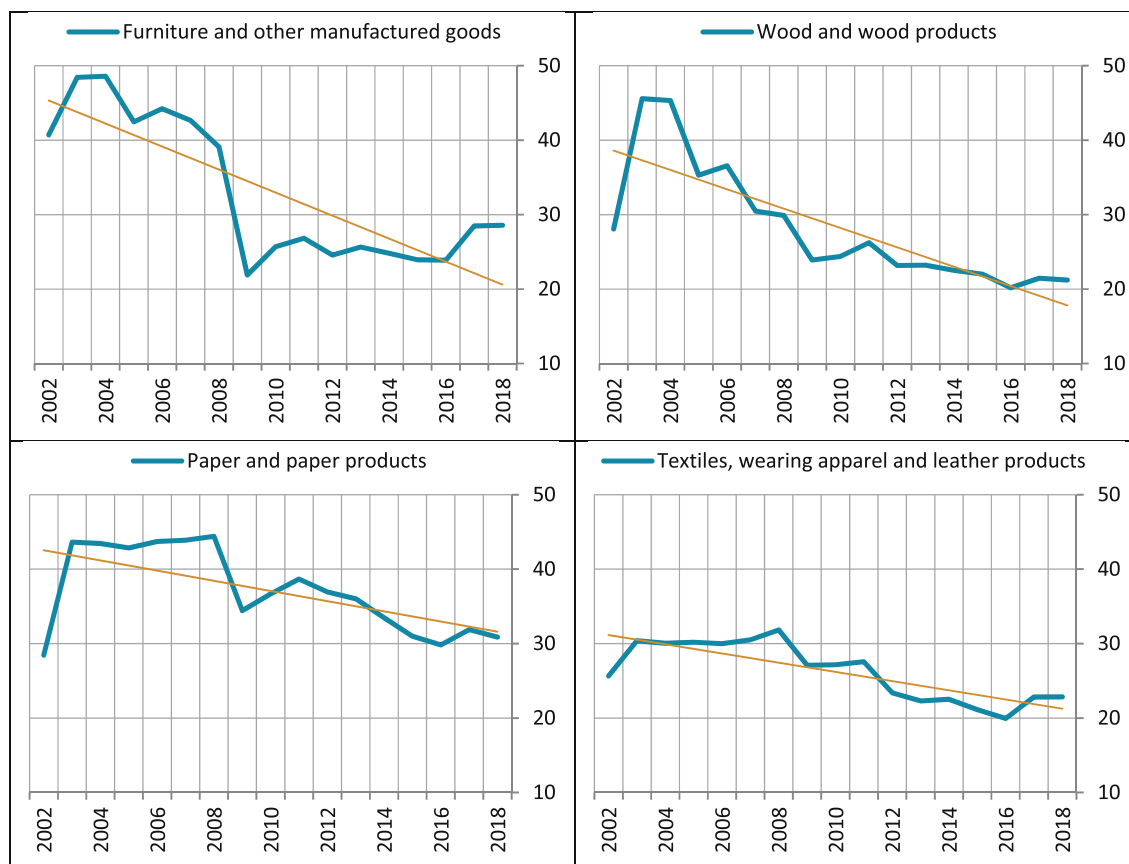 Furniture and other manufactured goods
50
40
30
20
10
2002 2004 2006 2008 2010 2012 2014 2016 2018
Wood and wood products
50
40
30
20
10
2002 2004 2006 2008 2010 2012 2014 2016 2018
Paper and paper products
50
40
30
20
10
2002 2004 2006 2008 2010 2012 2014 2016 2018
Textiles, wearing apparel and leather products
50
40
30
20
10
2002 2004 2006 2008 2010 2012 2014 2016 2018